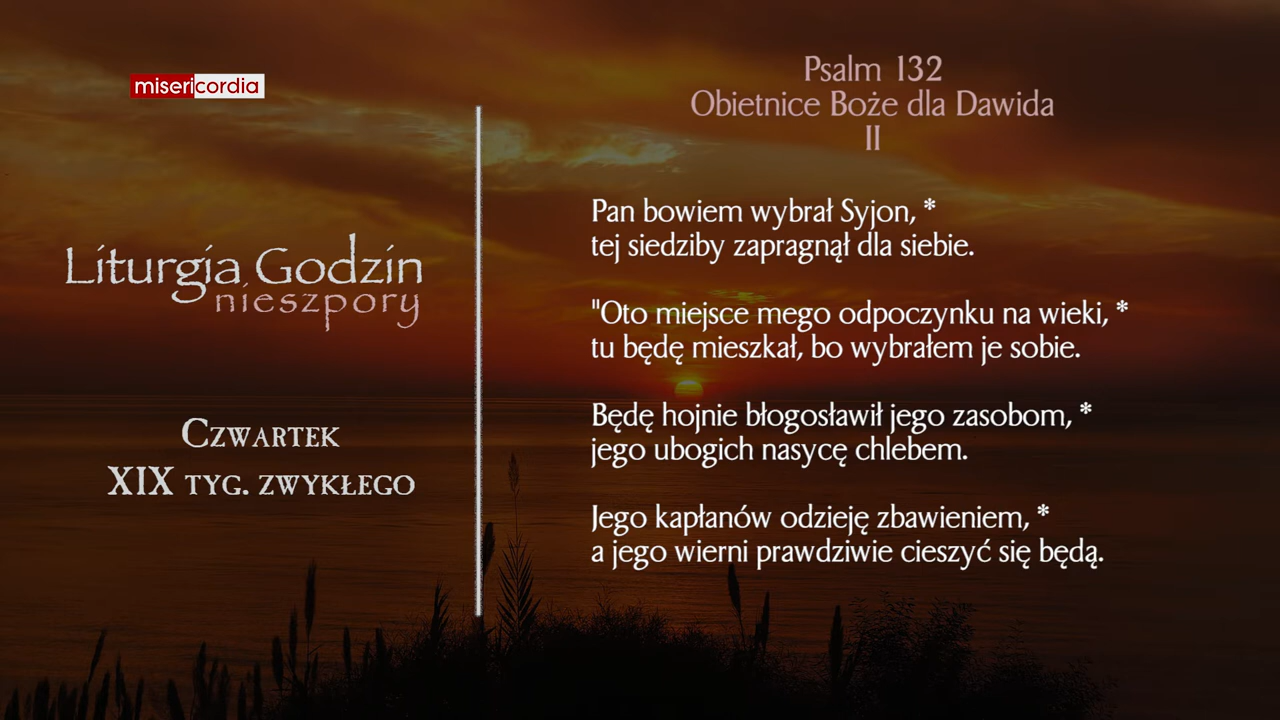 misericordia
Liturgia Godzin
nieszpory
Czwartek
XIX tyg. zwykłego
Psalm 132
Obietnice Boże dla Dawida
II
Pan bowiem wybrał Syjon, *
tej siedziby zapragnął dla siebie.
"Oto miejsce mego odpoczynku na wieki, *
tu będę mieszkał, bo wybrałem je sobie.
Będę hojnie błogosławił jego zasobom, *
jego ubogich nasycę chlebem.
Jego kapłanów odzieję zbawieniem, *
a jego wierni prawdziwie cieszyć się będą.